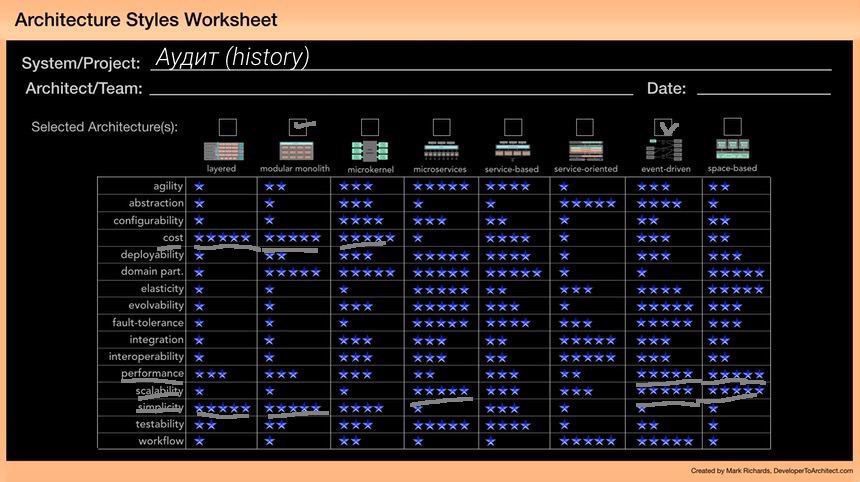 Architecture Styles Worksheet
System/Project: Аудит (history)
Architect/Team: Date:
Selected Architecture(s):
layered modular monolith microkernel microservices service-based service-oriented event-driven space-based
agility
abstraction
configurability
cost
deployability
domain part.
elasticity
evolvability
fault-tolerance
integration
interoperability
performance
scalability
simplicity
testability
workflow
Created by Mark Richards, DeveloperToArchitect.com